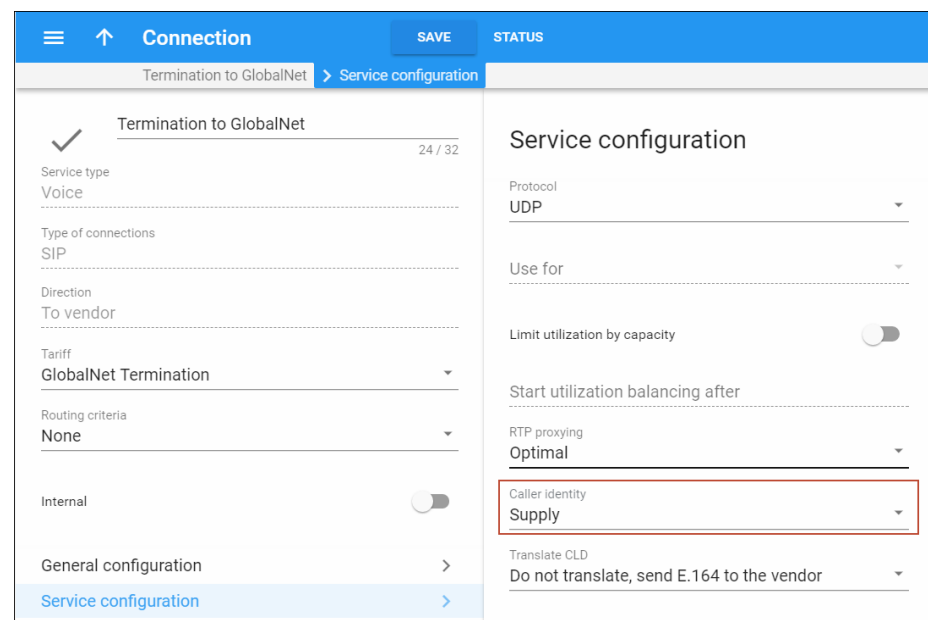 Connection
SAVE
STATUS
Termination to GlobalNet
Service configuration
Termination to GlobalNet
24 / 32
Service type
Voice
Type of connections
SIP
Direction
To vendor
Tariff
GlobalNet Termination
Routing criteria
None
Internal
General configuration
Service configuration
Service configuration
Protocol
UDP
Use for
Limit utilization by capacity
Start utilization balancing after
RTP proxying
Optimal
Caller identity
Supply
Translate CLD
Do not translate, send E.164 to the vendor